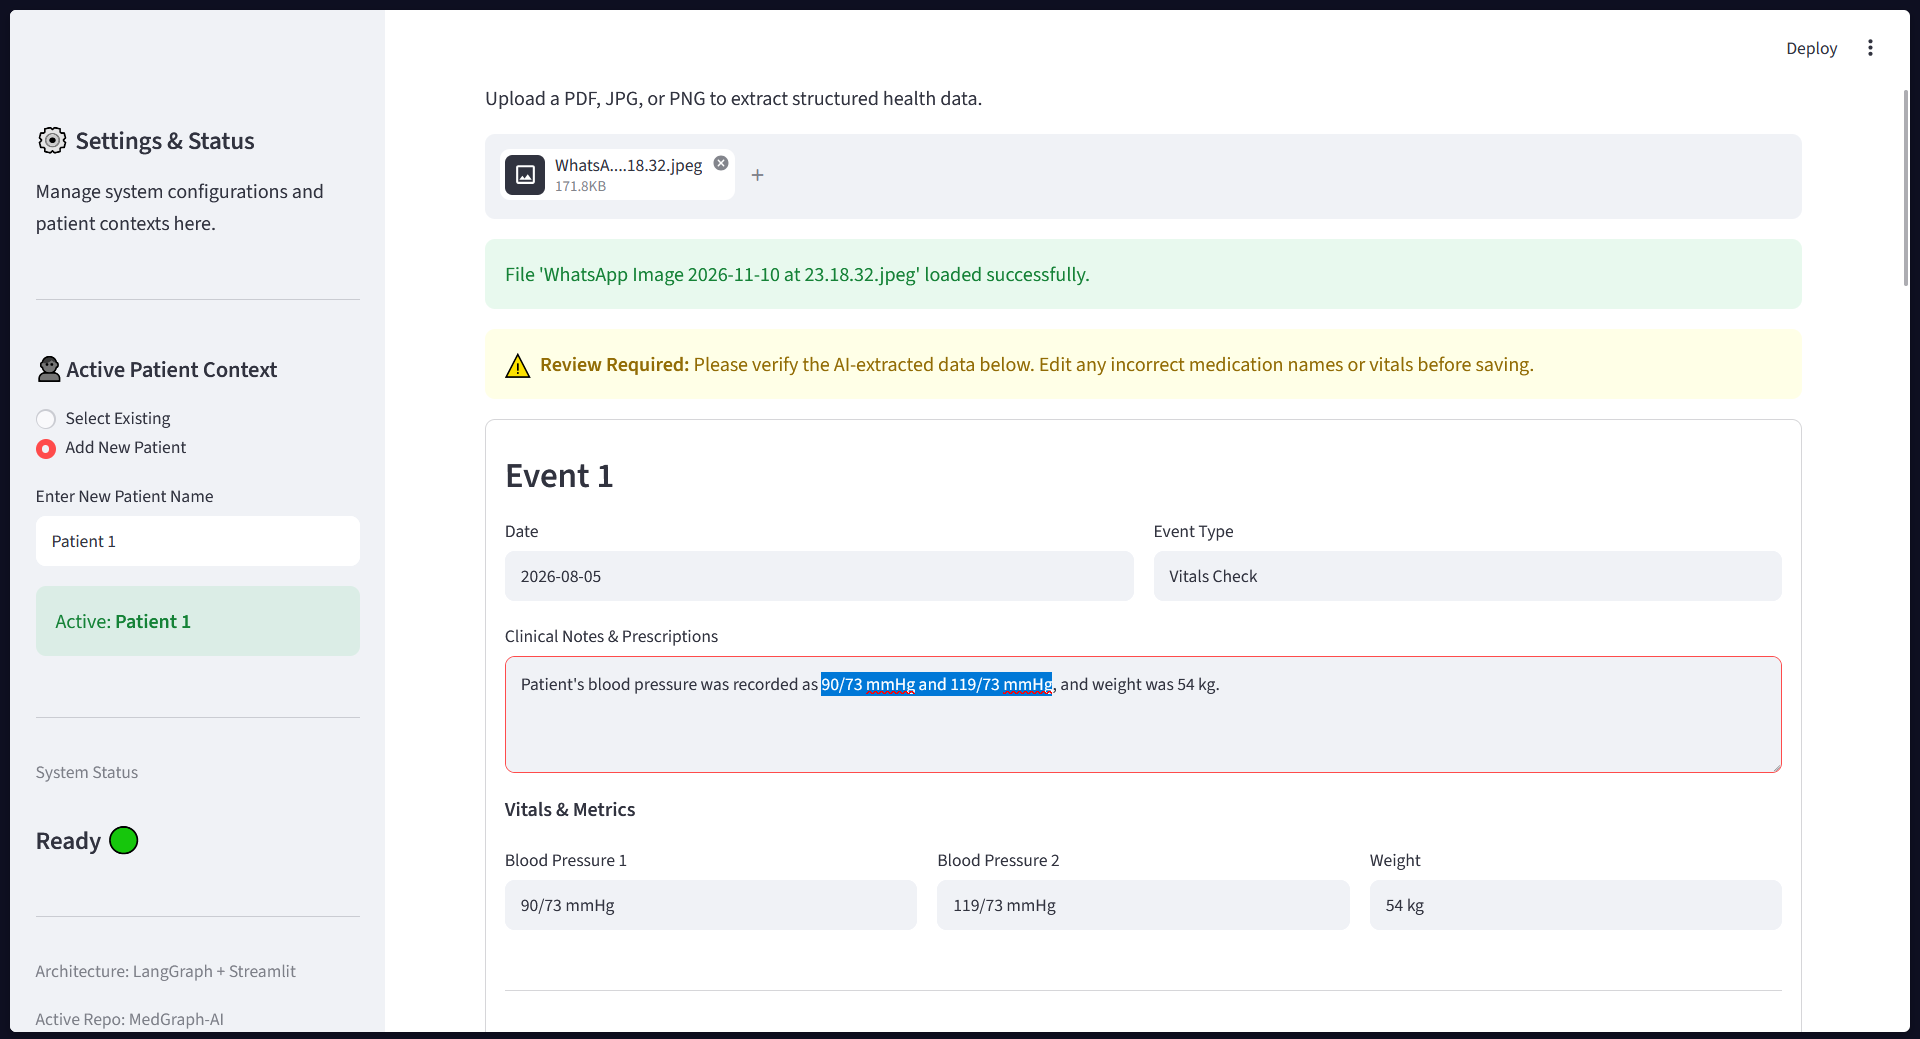 Deploy
Settings & Status
Manage system configurations and
patient contexts here.
Active Patient Context
Select Existing
Add New Patient
Enter New Patient Name
Patient 1
Active: Patient 1
System Status
Ready
Architecture: LangGraph + Streamlit
Active Repo: MedGraph-AI
Upload a PDF, JPG, or PNG to extract structured health data.
WhatsA....18.32.jpeg
171.8KB
File 'WhatsApp Image 2026-11-10 at 23.18.32.jpeg' loaded successfully.
Review Required: Please verify the AI-extracted data below. Edit any incorrect medication names or vitals before saving.
Event 1
Date
Event Type
2026-08-05
Vitals Check
Clinical Notes & Prescriptions
Patient's blood pressure was recorded as 90/73 mmHg and 119/73 mmHg, and weight was 54 kg.
Vitals & Metrics
Blood Pressure 1
Blood Pressure 2
Weight
90/73 mmHg
119/73 mmHg
54 kg